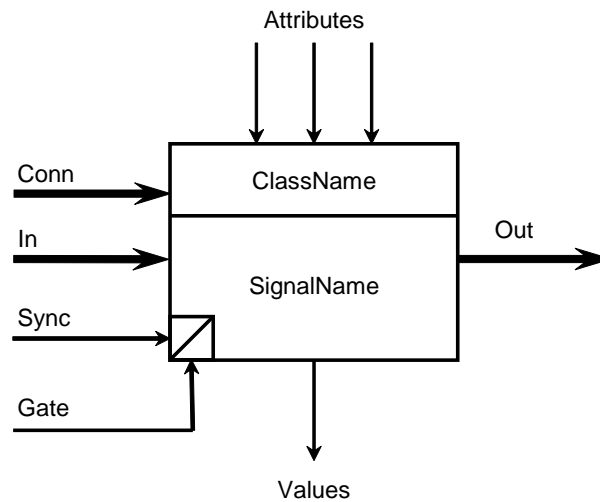 Attributes
Conn
ClassName
In
Out
SignalName
Sync
Gate
Values